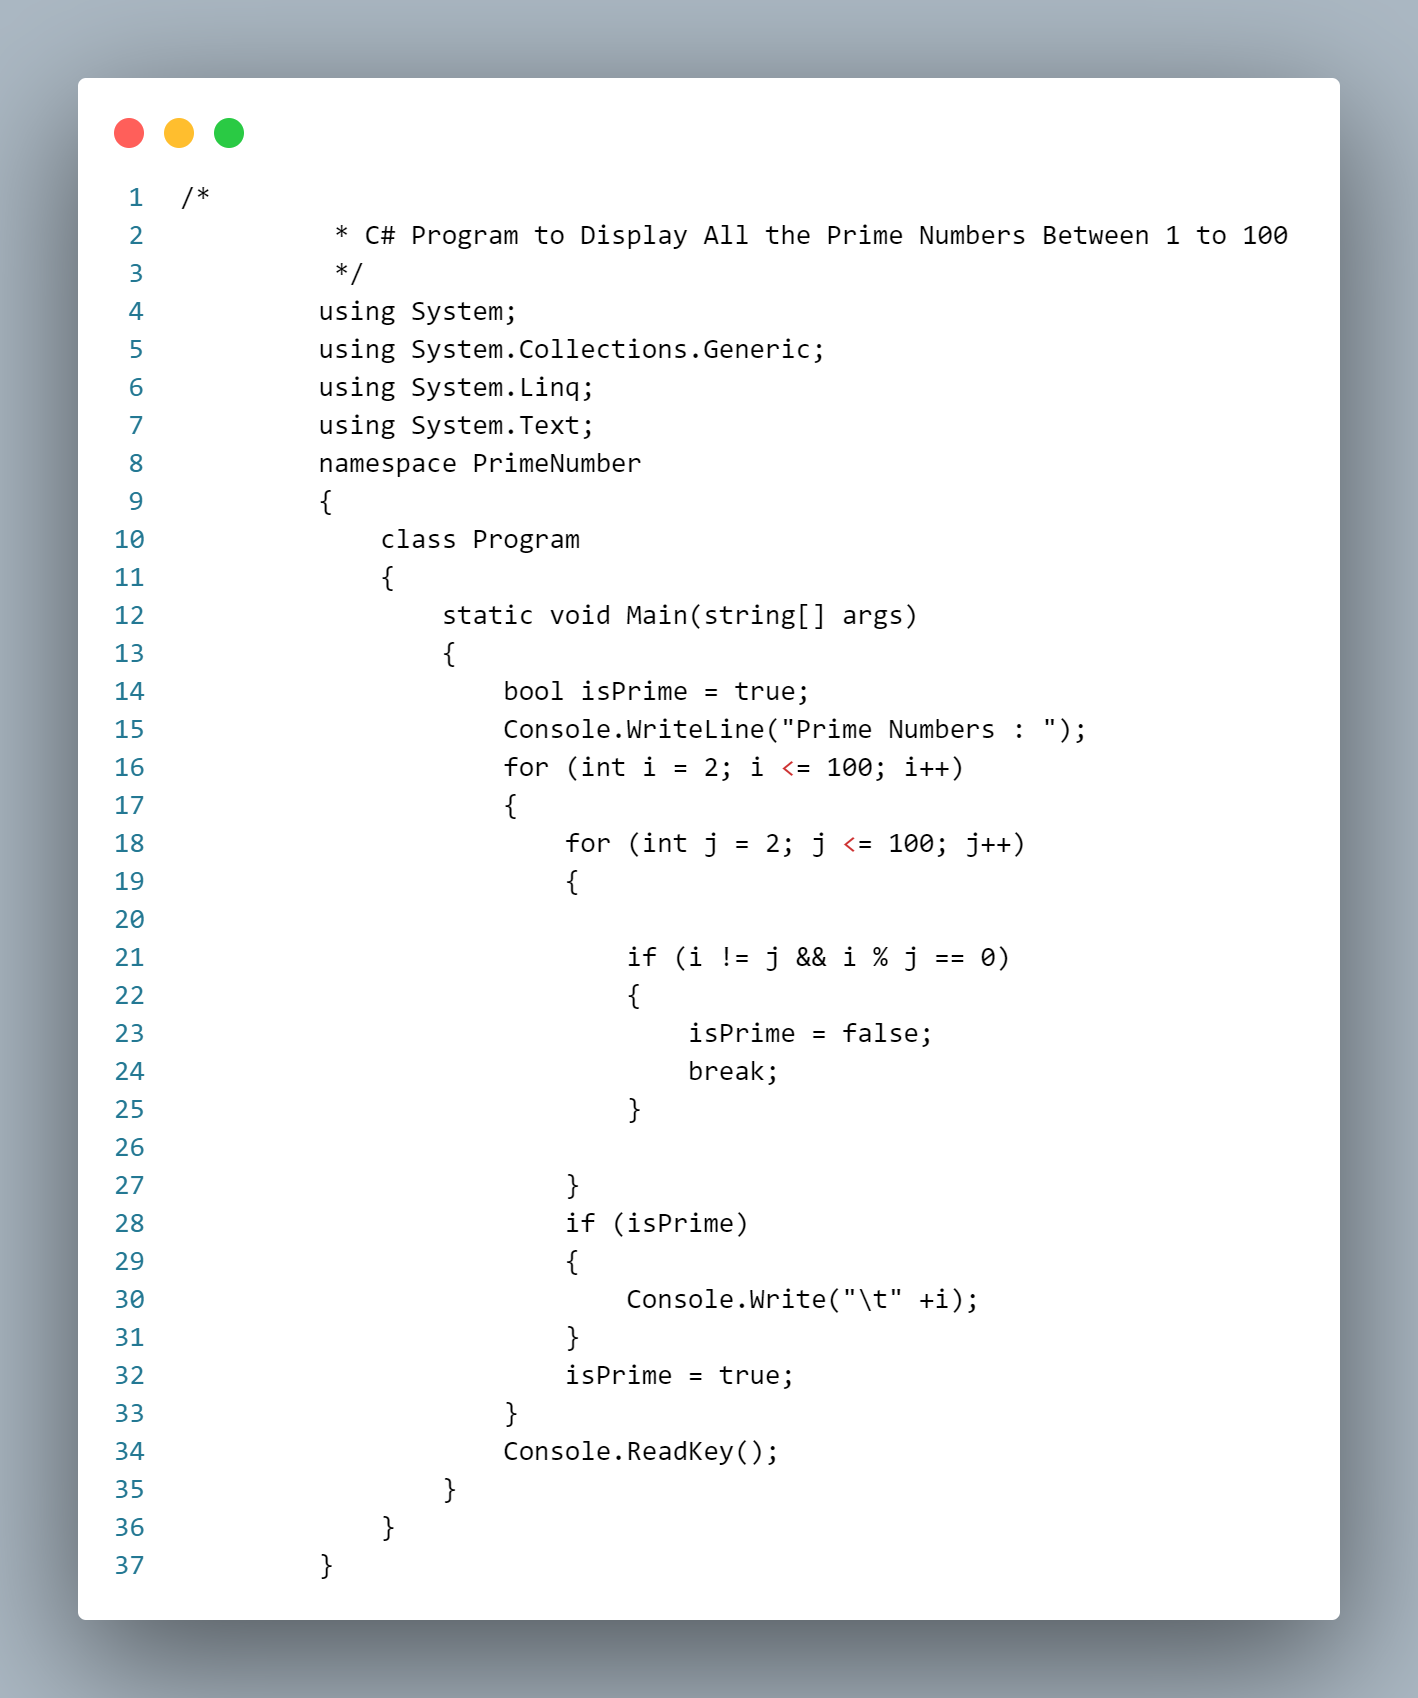 1 /*
2 * C# Program to Display All the Prime Numbers Between 1 to 100
3 */
4 using System;
5 using System.Collections.Generic;
6 using System.Linq;
7 using System.Text;
8 namespace PrimeNumber
9 {
10 class Program
11 {
12 static void Main(string[] args)
13 {
14 bool isPrime = true;
15 Console.WriteLine("Prime Numbers : ");
16 for (int i = 2; i <= 100; i++)
17 {
18 for (int j = 2; j <= 100; j++)
19 {
20
21 if (i != j && i % j == 0)
22 {
23 isPrime = false;
24 break;
25 }
26
27 }
28 if (isPrime)
29 {
30 Console.Write("\t" +i);
31 }
32 isPrime = true;
33 }
34 Console.ReadKey();
35 }
36 }
37 }